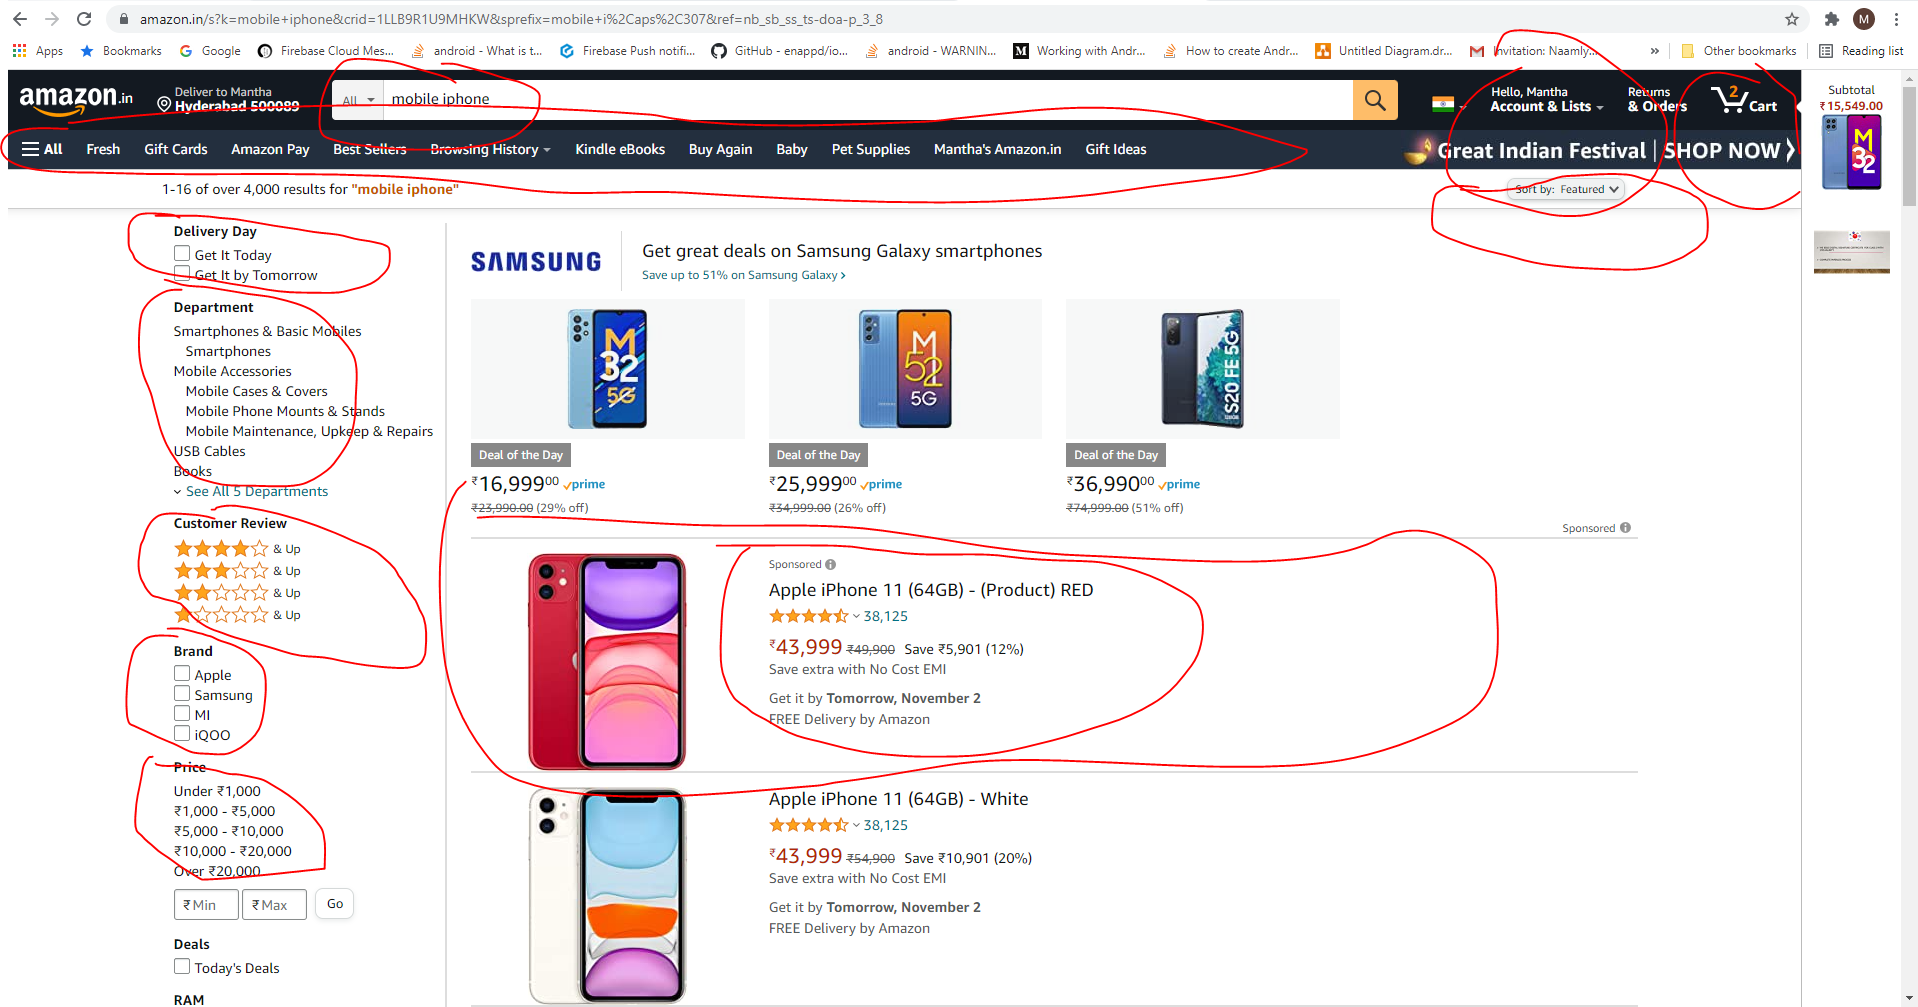 amazon.in/s?k=mobile+iphone&crid=1LLB9R1U9MHKW&sprefix=mobile+i%2Caps%2C307&ref=nb_sb_ss_ts-doa-p_3_8
M
Apps Bookmarks Google Firebase Cloud Mes... android - What is t... Firebase Push notifi... GitHub - enappd/io... android - WARNIN... Working with Andr... How to create Andr... Untitled Diagram.dr... Invitation: Naamly... » Other bookmarks Reading list
amazon.in
Deliver to Mantha
Hyderabad 500089
All mobile iphone
Hello, Mantha
Account & Lists
Returns
& Orders
2
Cart
Subtotal
₹15,549.00
M
32
All Fresh Gift Cards Amazon Pay Best Sellers Browsing History Kindle eBooks Buy Again Baby Pet Supplies Mantha's Amazon.in Gift Ideas
Great Indian Festival | SHOP NOW
1-16 of over 4,000 results for "mobile iphone"
Sort by: Featured
Delivery Day
Get It Today
Get It by Tomorrow
Department
Smartphones & Basic Mobiles
Smartphones
Mobile Accessories
Mobile Cases & Covers
Mobile Phone Mounts & Stands
Mobile Maintenance, Upkeep & Repairs
USB Cables
Books
See All 5 Departments
Customer Review
& Up
& Up
& Up
& Up
Brand
Apple
Samsung
MI
iQOO
Price
Under ₹1,000
₹1,000 - ₹5,000
₹5,000 - ₹10,000
₹10,000 - ₹20,000
Over ₹20,000
₹ Min ₹ Max Go
Deals
Today's Deals
RAM
SAMSUNG
Get great deals on Samsung Galaxy smartphones
Save up to 51% on Samsung Galaxy ›
M
32
5G
M
52
5G
S20 FE 5G
Deal of the Day
₹16,999⁰⁰ prime
₹23,990.00 (29% off)
Deal of the Day
₹25,999⁰⁰ prime
₹34,999.00 (26% off)
Deal of the Day
₹36,990⁰⁰ prime
₹74,999.00 (51% off)
Sponsored
Sponsored
Apple iPhone 11 (64GB) - (Product) RED
38,125
₹43,999 ₹49,900 Save ₹5,901 (12%)
Save extra with No Cost EMI
Get it by Tomorrow, November 2
FREE Delivery by Amazon
Apple iPhone 11 (64GB) - White
38,125
₹43,999 ₹54,900 Save ₹10,901 (20%)
Save extra with No Cost EMI
Get it by Tomorrow, November 2
FREE Delivery by Amazon